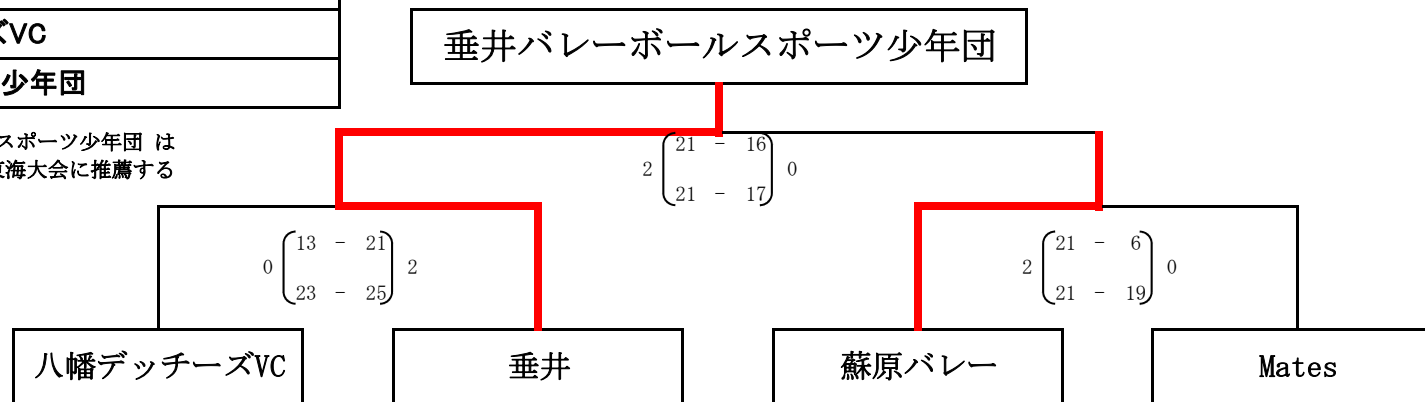 ズVC
少年団
スポーツ少年団 は
東海大会に推薦する
垂井バレーボールスポーツ少年団
2 21 - 16 0
21 - 17
0 13 - 21 2
23 - 25
2 21 - 6 0
21 - 19
八幡デッチーズVC
垂井
蘇原バレー
Mates